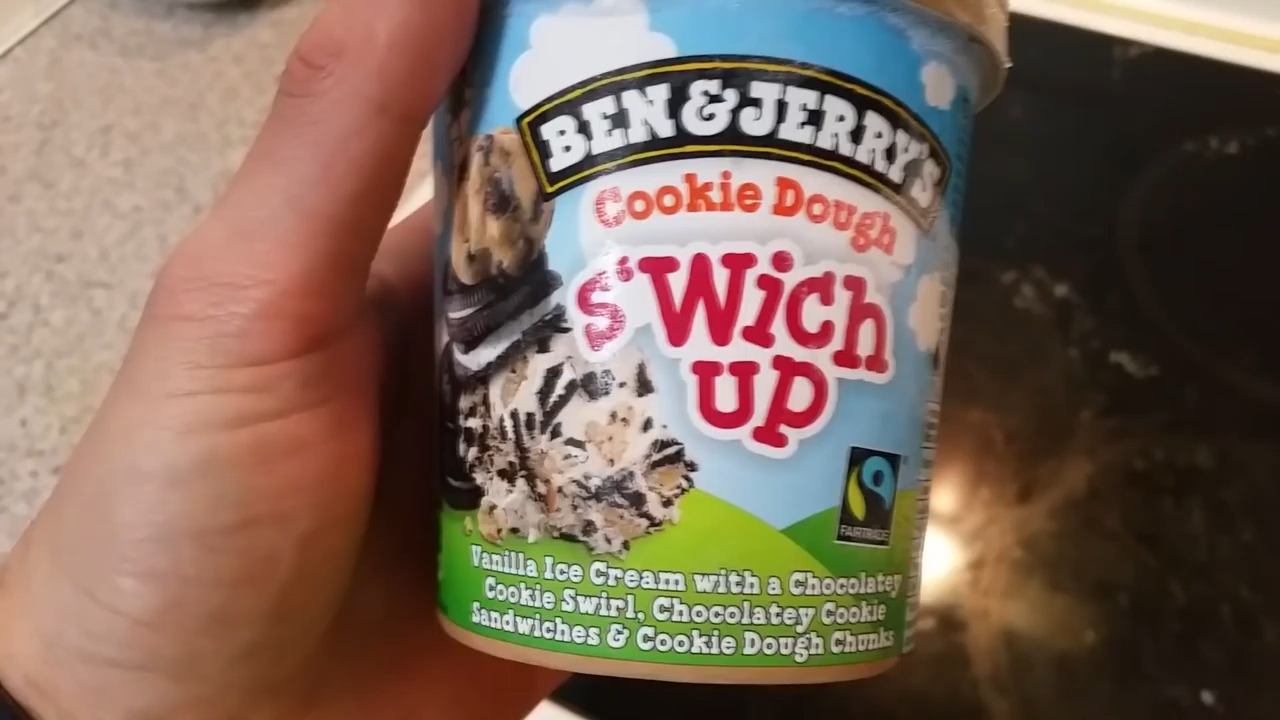 BEN & JERRY'S
Cookie Dough
S'Wich
up
FAIRTRADE
Vanilla Ice Cream with a Chocolatey
Cookie Swirl, Chocolatey Cookie
Sandwiches & Cookie Dough Chunks